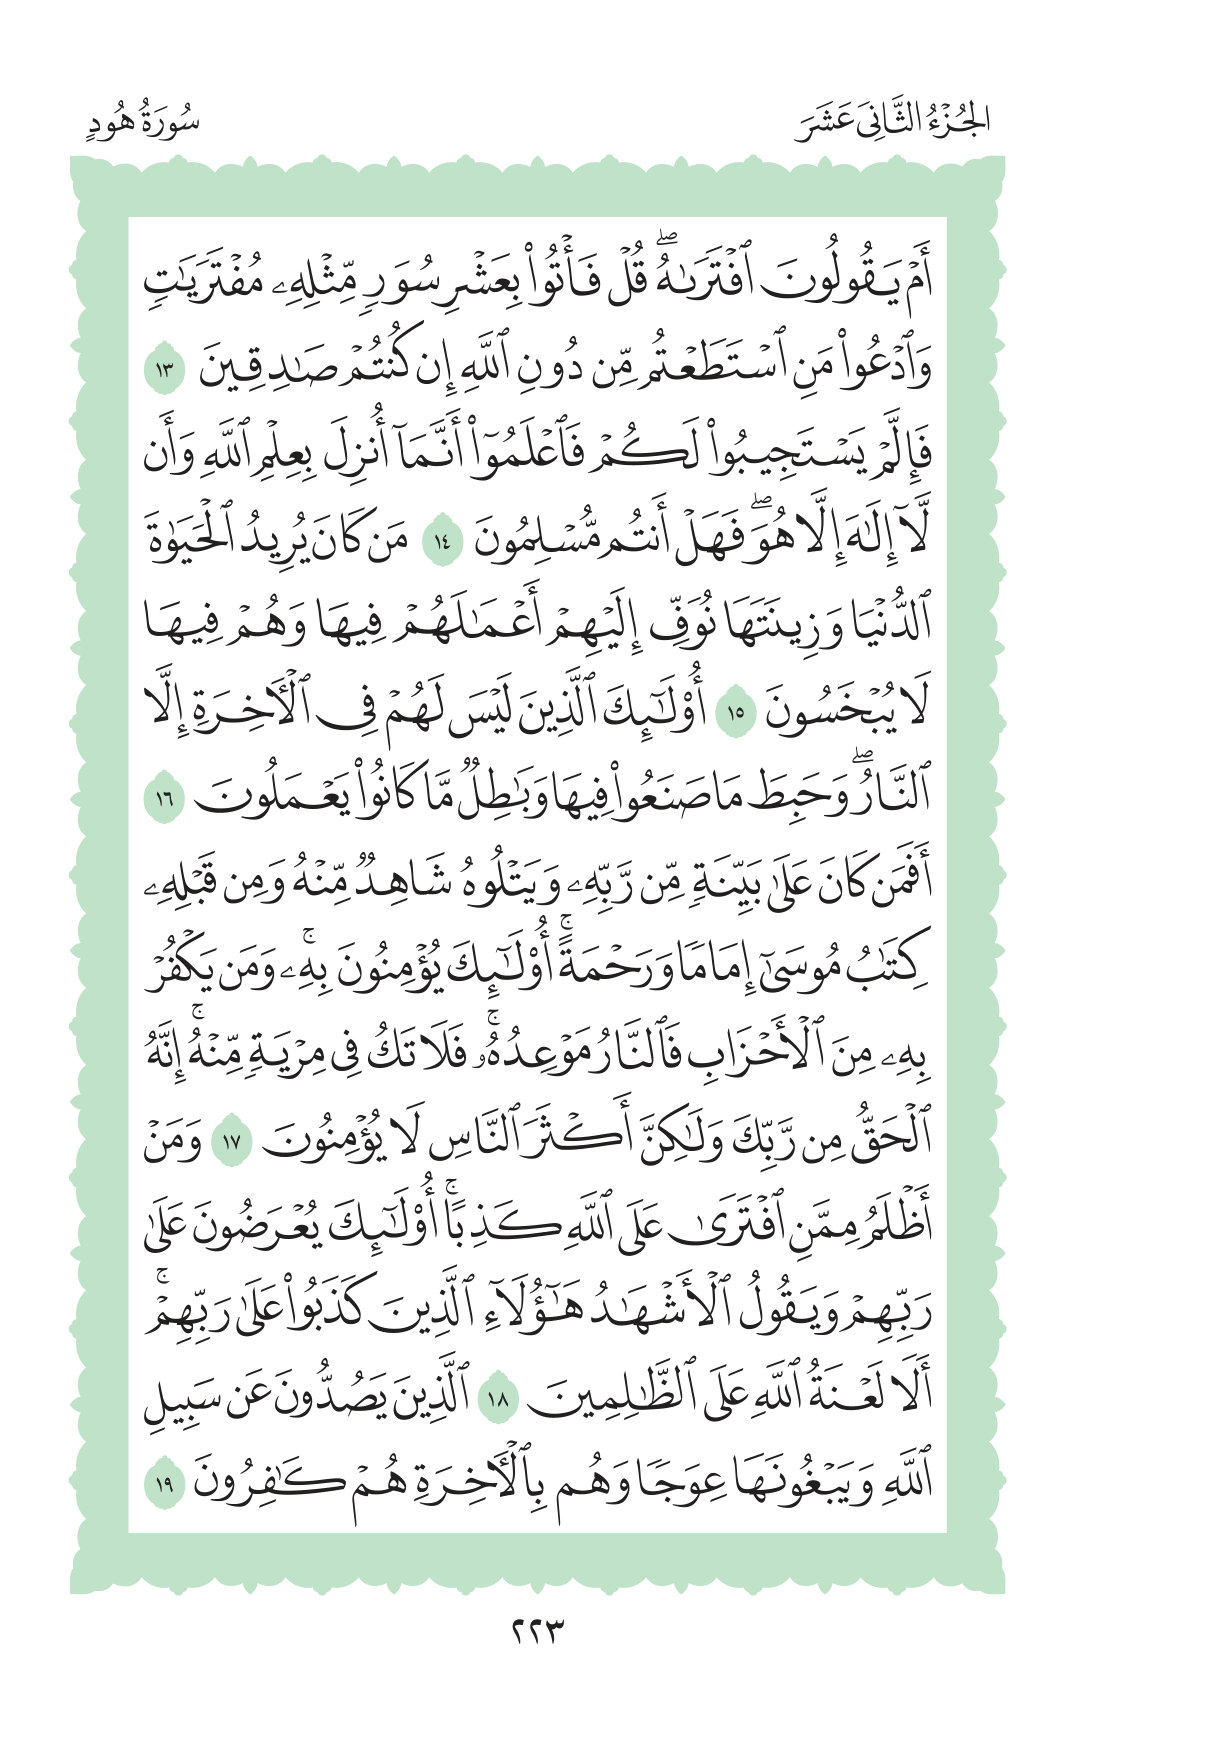 الجُزْءُ الثَّانِىَ عَشَرَ
سُورَةُ هُودٍ
أَمْ يَقُولُونَ ٱفْتَرَىٰهُۖ قُلْ فَأْتُوا۟ بِعَشْرِ سُوَرٍ مِّثْلِهِۦ مُفْتَرَيَٰتٍ
وَٱدْعُوا۟ مَنِ ٱسْتَطَعْتُم مِّن دُونِ ٱللَّهِ إِن كُنتُمْ صَٰدِقِينَ ١٣
فَإِلَّمْ يَسْتَجِيبُوا۟ لَكُمْ فَٱعْلَمُوٓا۟ أَنَّمَآ أُنزِلَ بِعِلْمِ ٱللَّهِ وَأَن
لَّآ إِلَٰهَ إِلَّا هُوَۖ فَهَلْ أَنتُم مُّسْلِمُونَ ١٤ مَن كَانَ يُرِيدُ ٱلْحَيَوٰةَ
ٱلدُّنْيَا وَزِينَتَهَا نُوَفِّ إِلَيْهِمْ أَعْمَٰلَهُمْ فِيهَا وَهُمْ فِيهَا
لَا يُبْخَسُونَ ١٥ أُو۟لَٰٓئِكَ ٱلَّذِينَ لَيْسَ لَهُمْ فِى ٱلْءَاخِرَةِ إِلَّا
ٱلنَّارُۖ وَحَبِطَ مَا صَنَعُوا۟ فِيهَا وَبَٰطِلٌ مَّا كَانُوا۟ يَعْمَلُونَ ١٦
أَفَمَن كَانَ عَلَىٰ بَيِّنَةٍ مِّن رَّبِّهِۦ وَيَتْلُوهُ شَاهِدٌ مِّنْهُ وَمِن قَبْلِهِۦ
كِتَٰبُ مُوسَىٰٓ إِمَامًا وَرَحْمَةًۚ أُو۟لَٰٓئِكَ يُؤْمِنُونَ بِهِۦۚ وَمَن يَكْفُرْ
بِهِۦ مِنَ ٱلْأَحْزَابِ فَٱلنَّارُ مَوْعِدُهُۥۚ فَلَا تَكُ فِى مِرْيَةٍ مِّنْهُۚ إِنَّهُ
ٱلْحَقُّ مِن رَّبِّكَ وَلَٰكِنَّ أَكْثَرَ ٱلنَّاسِ لَا يُؤْمِنُونَ ١٧ وَمَنْ
أَظْلَمُ مِمَّنِ ٱفْتَرَىٰ عَلَى ٱللَّهِ كَذِبًاۚ أُو۟لَٰٓئِكَ يُعْرَضُونَ عَلَىٰ
رَبِّهِمْ وَيَقُولُ ٱلْأَشْهَٰدُ هَٰٓؤُلَآءِ ٱلَّذِينَ كَذَبُوا۟ عَلَىٰ رَبِّهِمْۚ
أَلَا لَعْنَةُ ٱللَّهِ عَلَى ٱلظَّٰلِمِينَ ١٨ ٱلَّذِينَ يَصُدُّونَ عَن سَبِيلِ
ٱللَّهِ وَيَبْغُونَهَا عِوَجًا وَهُم بِٱلْءَاخِرَةِ هُمْ كَٰفِرُونَ ١٩
٢٢٣